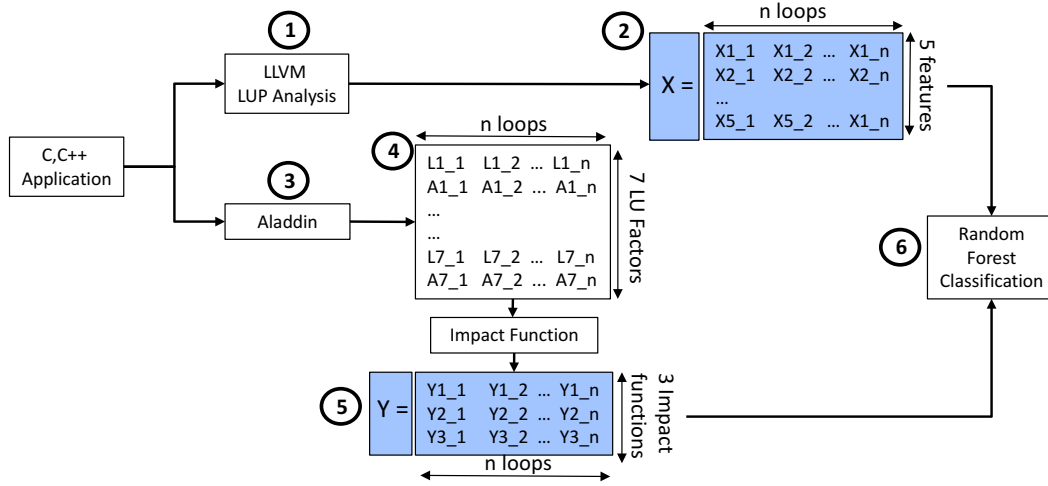 1
LLVM
LUP Analysis
2
n loops
X =
X1_1 X1_2 ... X1_n
X2_1 X2_2 ... X2_n
...
X5_1 X5_2 ... X1_n
5 features
C,C++
Application
3
Aladdin
4
n loops
L1_1 L1_2 ... L1_n
A1_1 A1_2 ... A1_n
...
...
L7_1 L7_2 ... L7_n
A7_1 A7_2 ... A7_n
7 LU Factors
Impact Function
5
Y =
Y1_1 Y1_2 ... Y1_n
Y2_1 Y2_2 ... Y2_n
Y3_1 Y3_2 ... Y3_n
3 Impact
functions
n loops
6
Random
Forest
Classification